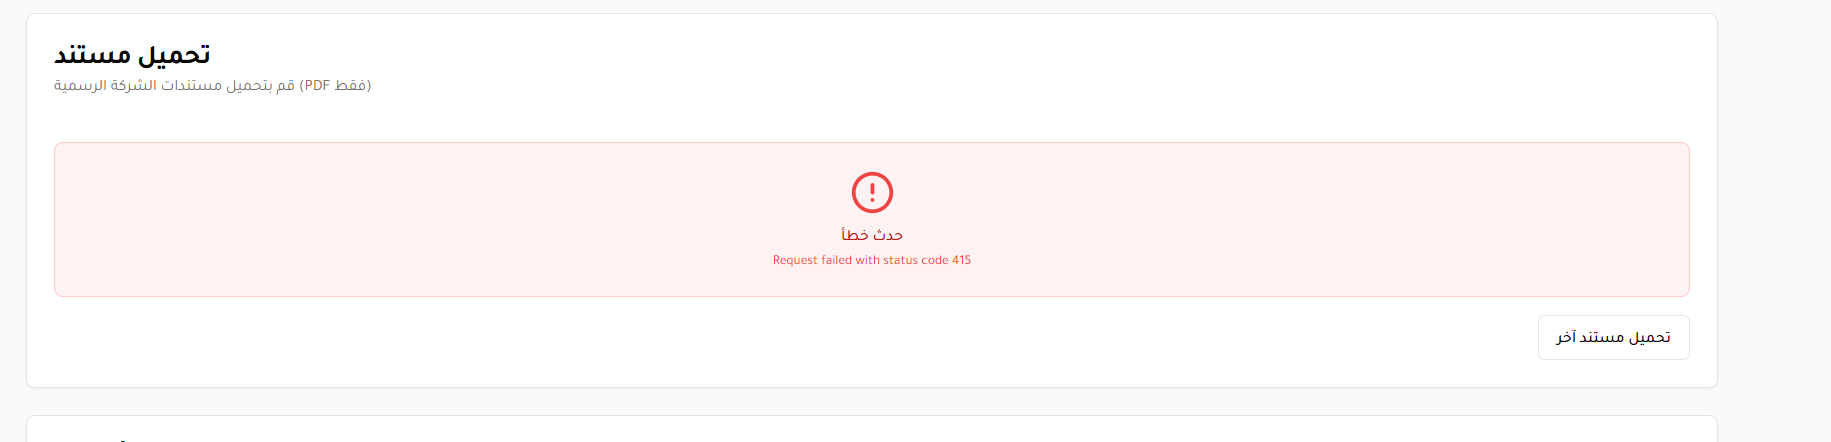 تحميل مستند
قم بتحميل مستندات الشركة الرسمية (PDF فقط)
حدث خطأ
Request failed with status code 415
تحميل مستند آخر